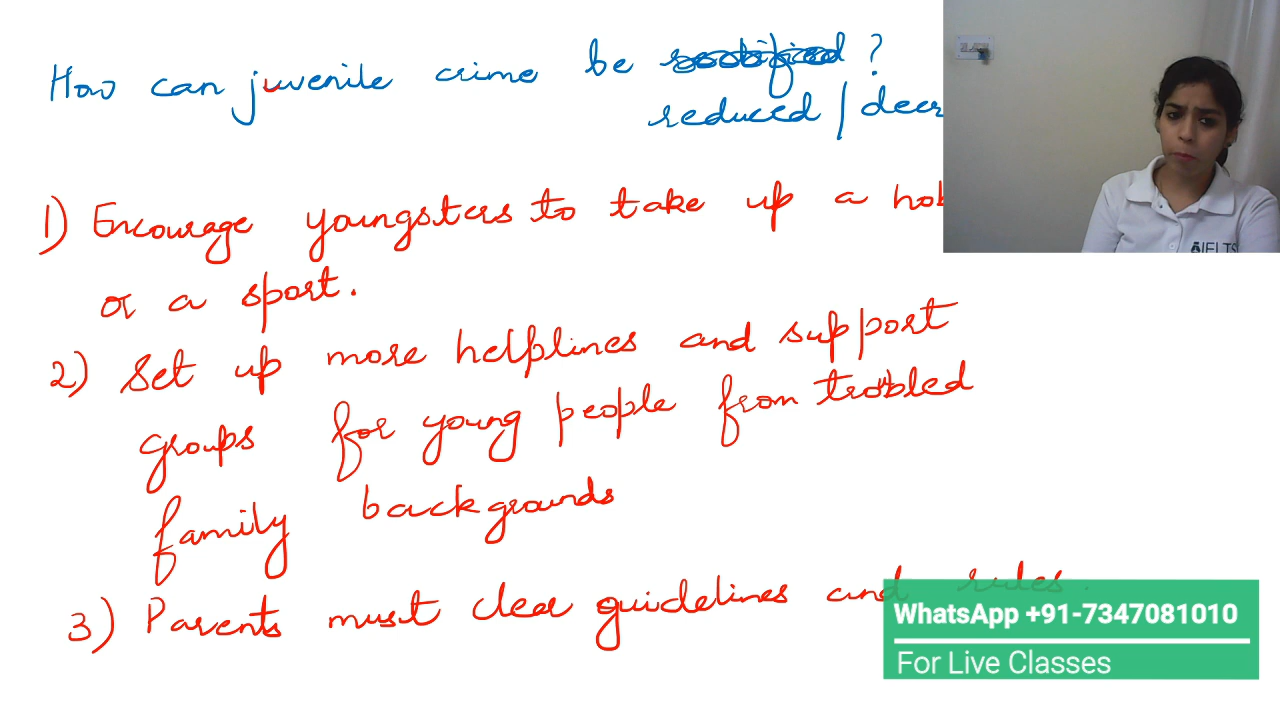 How can juvenile crime be ?
reduced / decr
1) Encourage youngsters to take up a hob
or a sport.
2) Set up more helplines and support
groups for young people from troubled
family backgrounds
3) Parents must clear guidelines and rules.
IELTS
WhatsApp +91-7347081010
For Live Classes